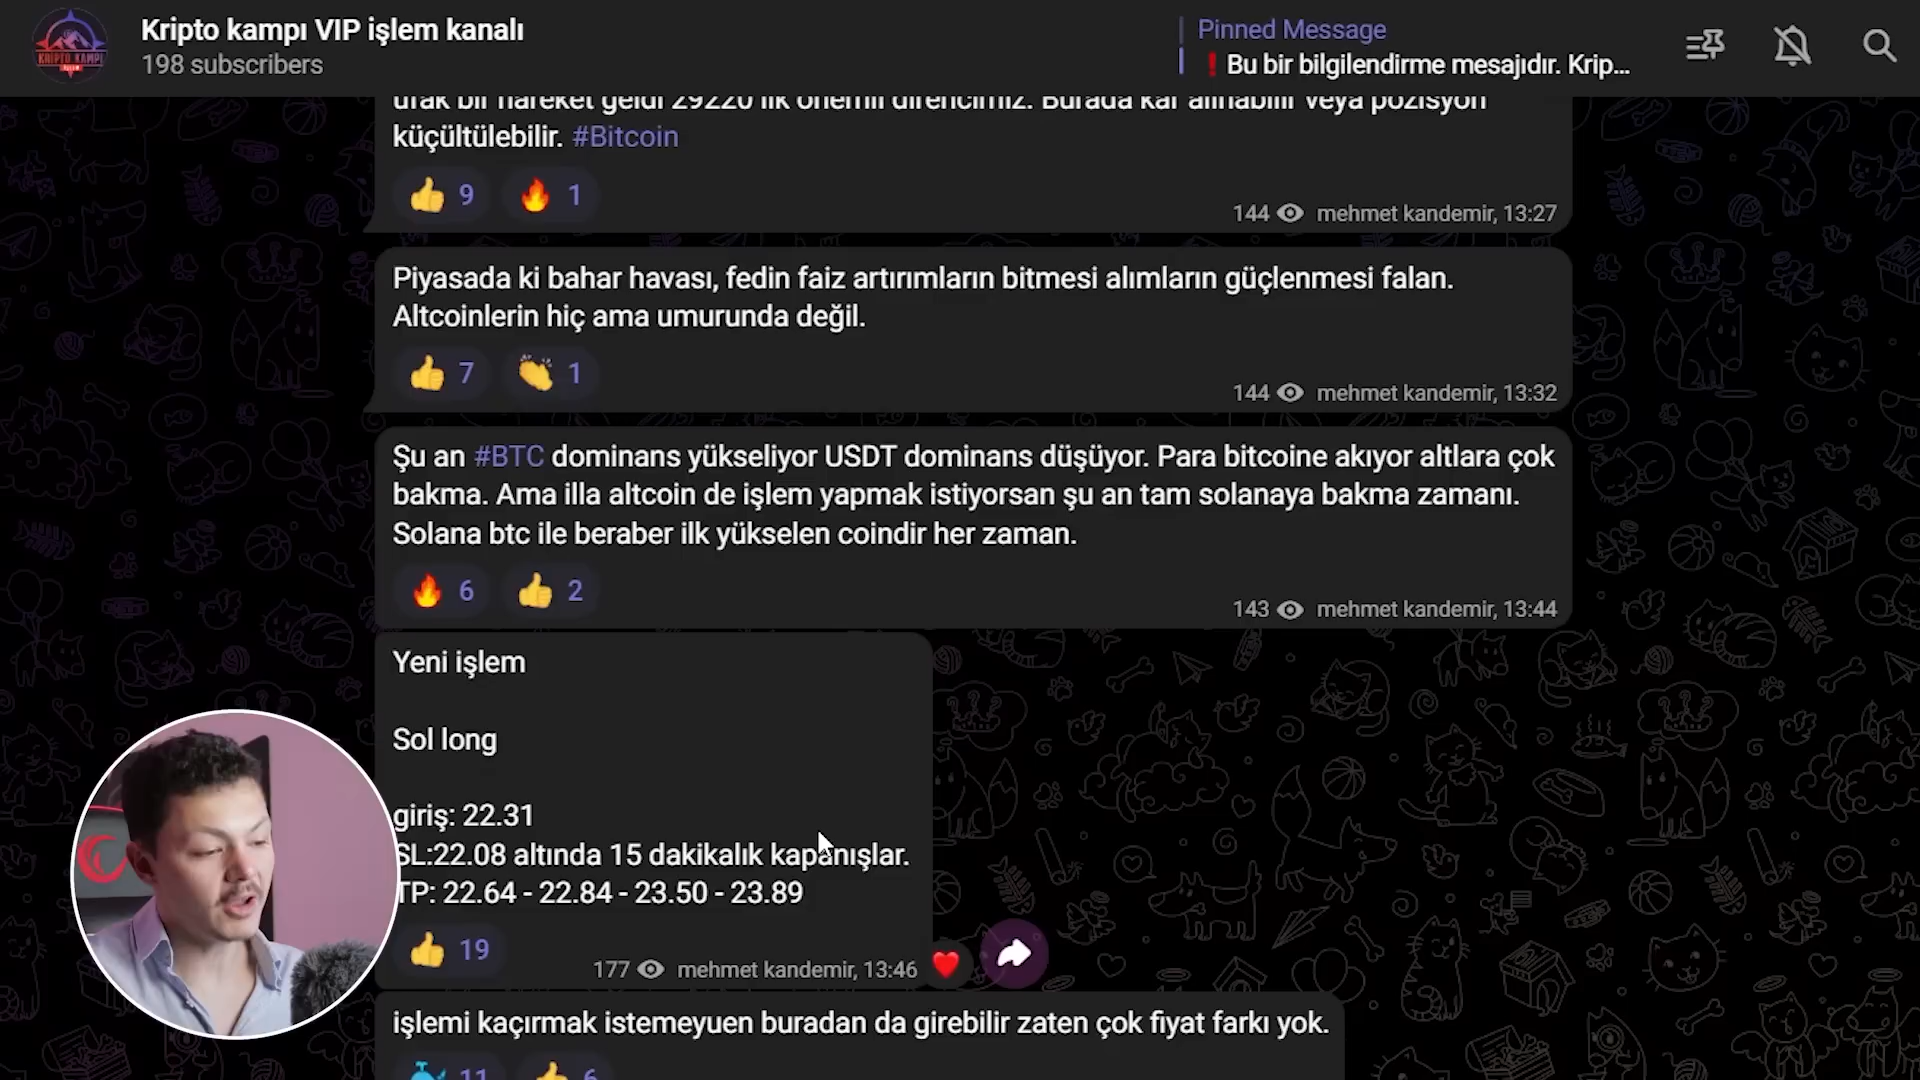 Kripto kampı VIP işlem kanalı
198 subscribers
Pinned Message
❗ Bu bir bilgilendirme mesajıdır. Krip...
KRIPTO KAMPI
ufak bir hareket geldi 29220 ilk önemli direncimiz. Burada kar alınabilir veya pozisyon
küçültülebilir. #Bitcoin
👍 9 🔥 1
144 mehmet kandemir, 13:27
Piyasada ki bahar havası, fedin faiz artırımların bitmesi alımların güçlenmesi falan.
Altcoinlerin hiç ama umurunda değil.
👍 7 👏 1
144 mehmet kandemir, 13:32
Şu an #BTC dominans yükseliyor USDT dominans düşüyor. Para bitcoine akıyor altlara çok
bakma. Ama illa altcoin de işlem yapmak istiyorsan şu an tam solanaya bakma zamanı.
Solana btc ile beraber ilk yükselen coindir her zaman.
🔥 6 👍 2
143 mehmet kandemir, 13:44
Yeni işlem
Sol long
giriş: 22.31
SL:22.08 altında 15 dakikalık kapanışlar.
TP: 22.64 - 22.84 - 23.50 - 23.89
👍 19
177 mehmet kandemir, 13:46
işlemi kaçırmak istemeyuen buradan da girebilir zaten çok fiyat farkı yok.
🐳 11 👍 6